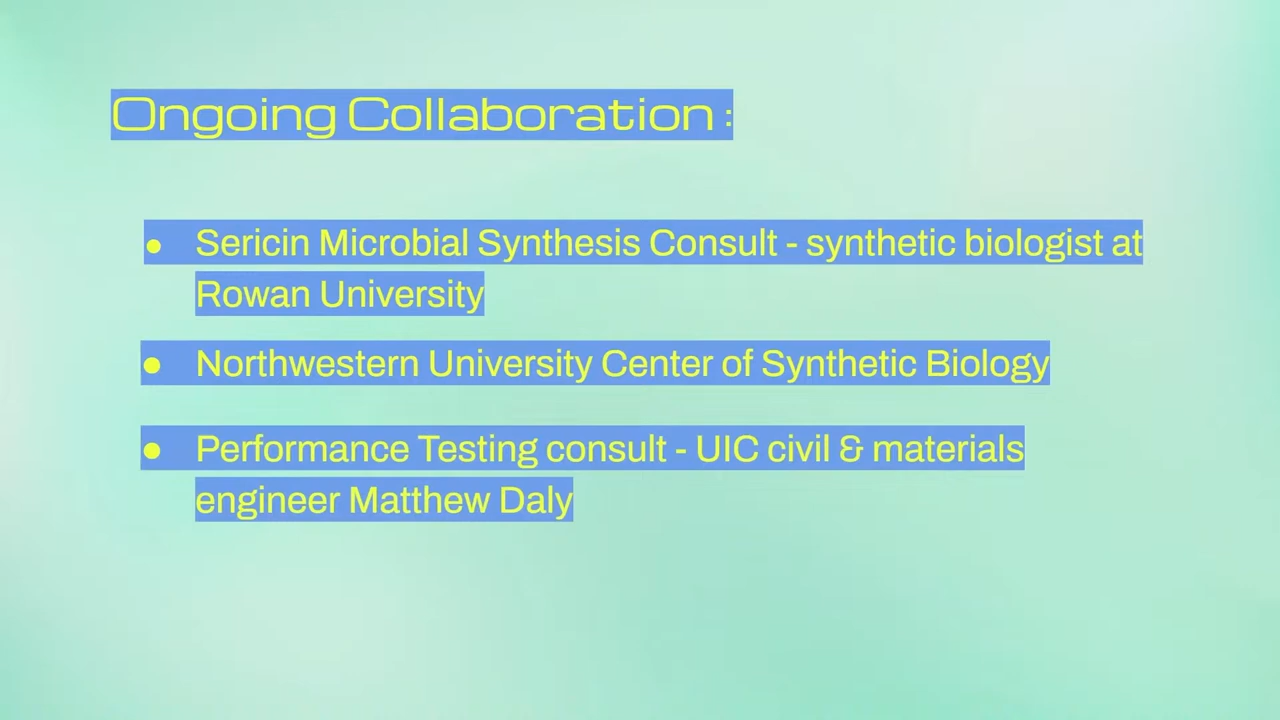 Ongoing Collaboration :
● Sericin Microbial Synthesis Consult - synthetic biologist at
Rowan University
● Northwestern University Center of Synthetic Biology
● Performance Testing consult - UIC civil & materials
engineer Matthew Daly